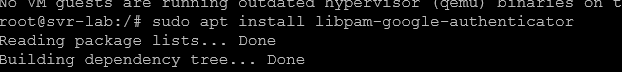 No VM guests are running outdated hypervisor (qemu) binaries on t
root@svr-lab:/# sudo apt install libpam-google-authenticator
Reading package lists... Done
Building dependency tree... Done